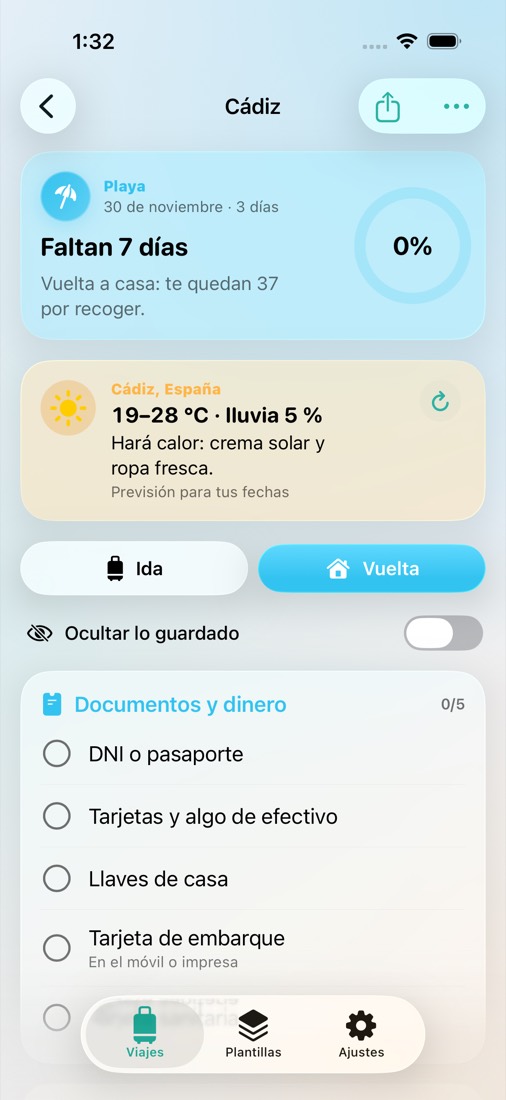 1:32
Cádiz
Playa
30 de noviembre · 3 días
Faltan 7 días
0%
Vuelta a casa: te quedan 37
por recoger.
Cádiz, España
19–28 °C · lluvia 5 %
Hará calor: crema solar y
ropa fresca.
Previsión para tus fechas
Ida
Vuelta
Ocultar lo guardado
Documentos y dinero
0/5
DNI o pasaporte
Tarjetas y algo de efectivo
Llaves de casa
Tarjeta de embarque
En el móvil o impresa
Viajes
Plantillas
Ajustes